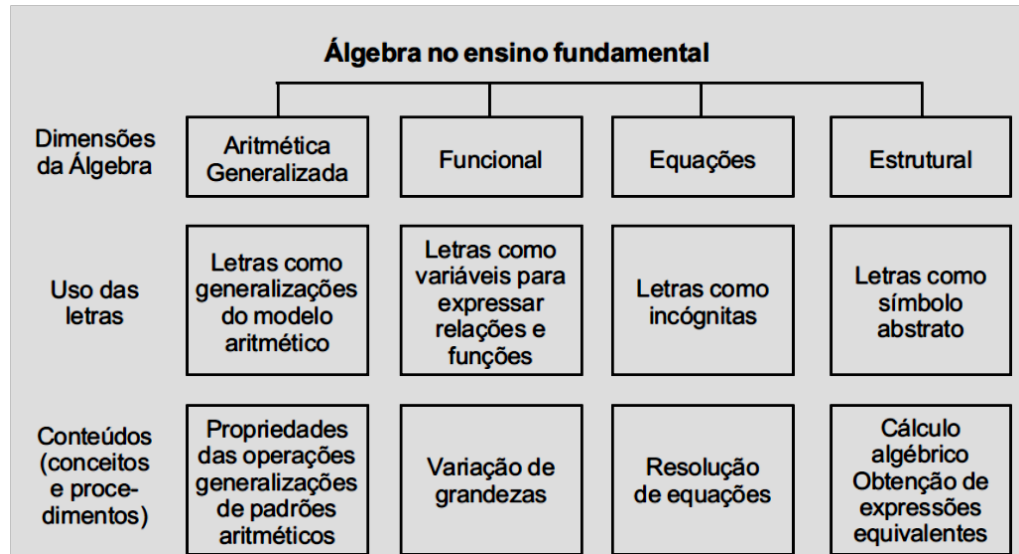 Álgebra no ensino fundamental
Dimensões
da Álgebra
Aritmética
Generalizada
Funcional
Equações
Estrutural
Uso das
letras
Letras como
generalizações
do modelo
aritmético
Letras como
variáveis para
expressar
relações e
funções
Letras como
incógnitas
Letras como
símbolo
abstrato
Conteúdos
(conceitos
e proce-
dimentos)
Propriedades
das operações
generalizações
de padrões
aritméticos
Variação de
grandezas
Resolução
de equações
Cálculo
algébrico
Obtenção de
expressões
equivalentes